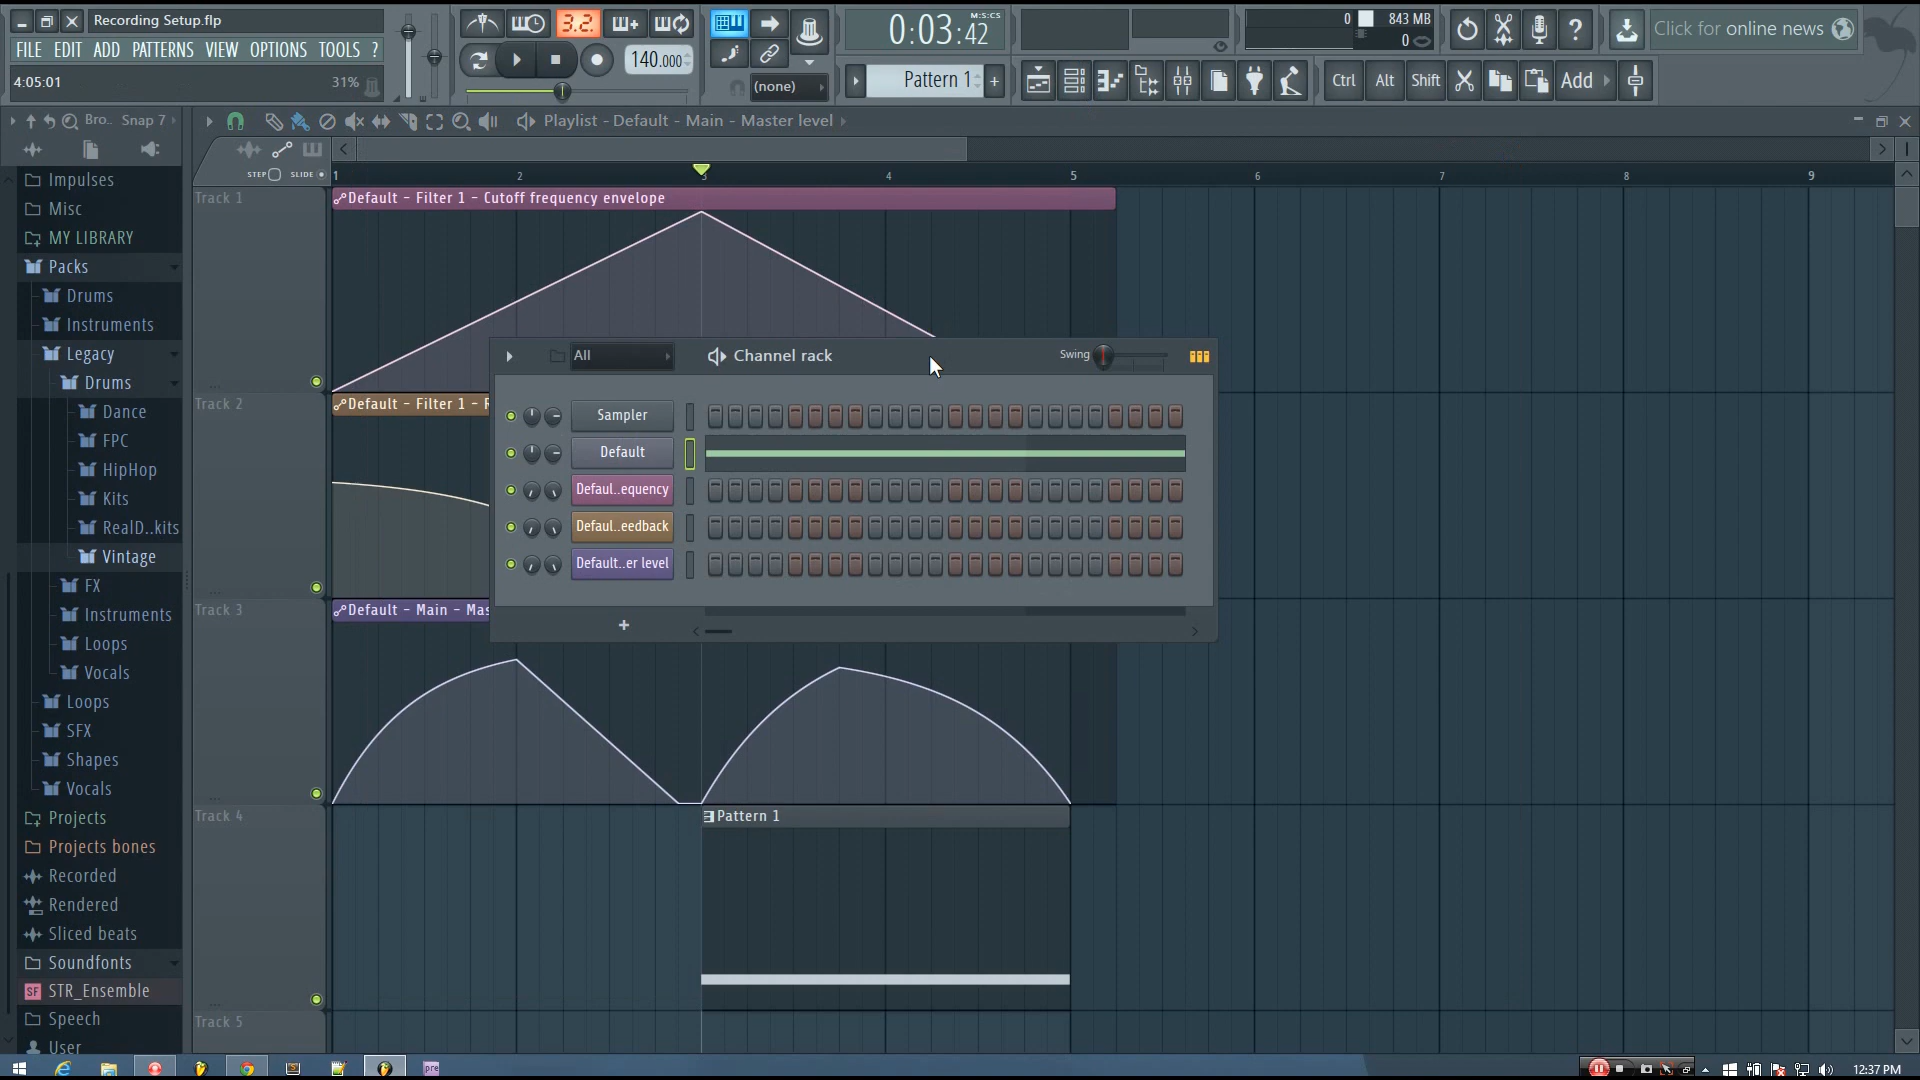 Recording Setup.flp
FILE EDIT ADD PATTERNS VIEW OPTIONS TOOLS ?
4:05:01 31%
3.2.
140.000
(none)
M:S:CS
0:03:42
Pattern 1 +
0 843 MB
0
?
Click for online news
Ctrl Alt Shift Add
Bro.. Snap 7
Playlist - Default - Main - Master level
STEP SLIDE
1 2 3 4 5 6 7 8 9
Impulses
Misc
MY LIBRARY
Packs
Drums
Instruments
Legacy
Drums
Dance
FPC
HipHop
Kits
RealD..kits
Vintage
FX
Instruments
Loops
Vocals
Loops
SFX
Shapes
Vocals
Projects
Projects bones
Recorded
Rendered
Sliced beats
Soundfonts
SF STR_Ensemble
Speech
User
Track 1
Default - Filter 1 - Cutoff frequency envelope
Track 2
Default - Filter 1 - R
Track 3
Default - Main - Mas
Track 4
Pattern 1
Track 5
All
Channel rack
Swing
Sampler
Default
Defaul..equency
Defaul..eedback
Default..er level
+
pre
12:37 PM